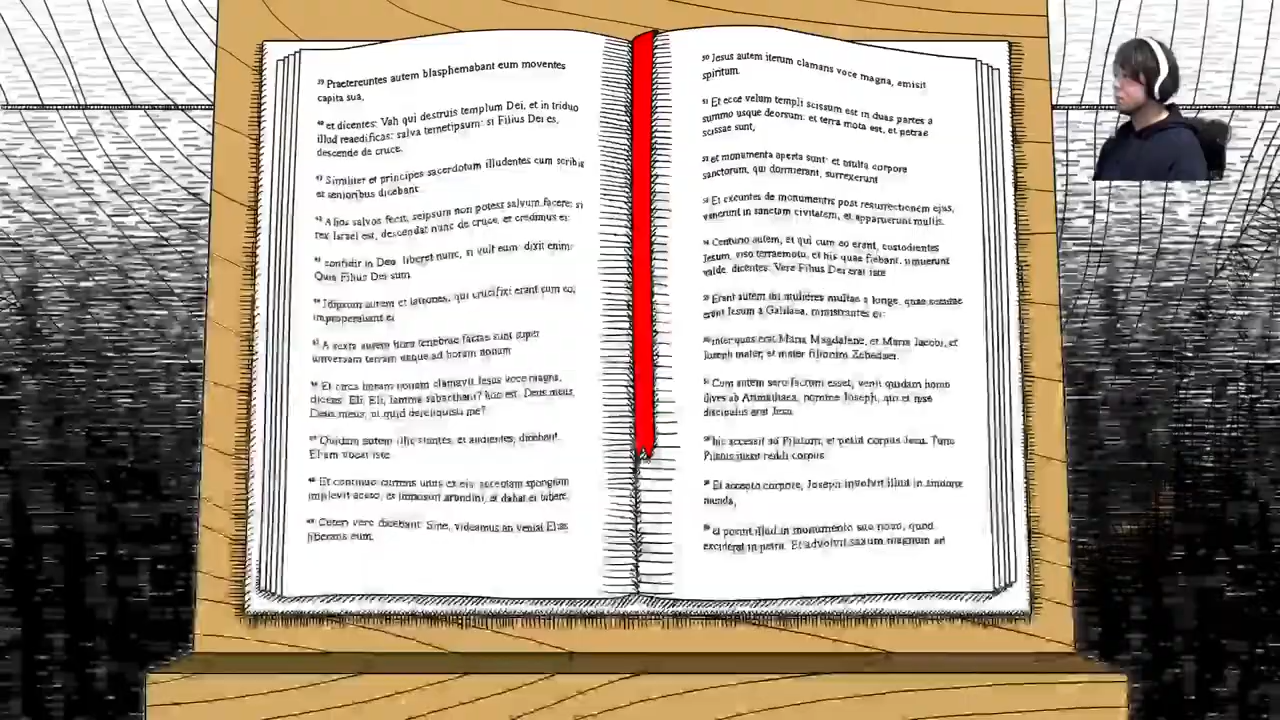 39 Praetereuntes autem blasphemabant eum moventes
capita sua,
40 et dicentes: Vah qui destruis templum Dei, et in triduo
illud reaedificas: salva temetipsum: si Filius Dei es,
descende de cruce.
41 Similiter et principes sacerdotum illudentes cum scribis
et senioribus dicebant
42 Alios salvos fecit, seipsum non potest salvum facere: si
rex Israel est, descendat nunc de cruce, et credimus ei:
43 confidit in Deo: liberet nunc, si vult eum: dixit enim:
Quia Filius Dei sum.
44 Idipsum autem et latrones, qui crucifixi erant cum eo,
improperabant ei
45 A sexta autem hora tenebrae factae sunt super
universam terram usque ad horam nonam
46 Et circa horam nonam clamavit Jesus voce magna,
dicens: Eli, Eli, lamma sabacthani? hoc est: Deus meus,
Deus meus, ut quid dereliquisti me?
47 Quidam autem illic stantes, et audientes, dicebant:
Eliam vocat iste
48 Et continuo currens unus ex eis, acceptam spongiam
implevit aceto, et imposuit arundini, et dabat ei bibere.
49 Ceteri vero dicebant: Sine, videamus an veniat Elias
liberans eum.
50 Jesus autem iterum clamans voce magna, emisit
spiritum.
51 Et ecce velum templi scissum est in duas partes a
summo usque deorsum: et terra mota est, et petrae
scissae sunt,
52 et monumenta aperta sunt: et multa corpora
sanctorum, qui dormierant, surrexerunt
53 Et exeuntes de monumentis post resurrectionem ejus,
venerunt in sanctam civitatem, et apparuerunt multis.
54 Centurio autem, et qui cum eo erant, custodientes
Jesum, viso terraemotu, et his quae fiebant, timuerunt
valde, dicentes: Vere Filius Dei erat iste
55 Erant autem ibi mulieres multae a longe, quae secutae
erant Jesum a Galilaea, ministrantes ei:
56 inter quas erat Maria Magdalene, et Maria Jacobi, et
Joseph mater, et mater filiorum Zebedaei.
57 Cum autem sero factum esset, venit quidam homo
dives ab Arimathaea, nomine Joseph, qui et ipse
discipulus erat Jesu
58 hic accessit ad Pilatum, et petiit corpus Jesu. Tunc
Pilatus jussit reddi corpus
59 Et accepto corpore, Joseph involvit illud in sindone
munda,
60 et posuit illud in monumento suo novo, quod
exciderat in petra. Et advolvit saxum magnum ad